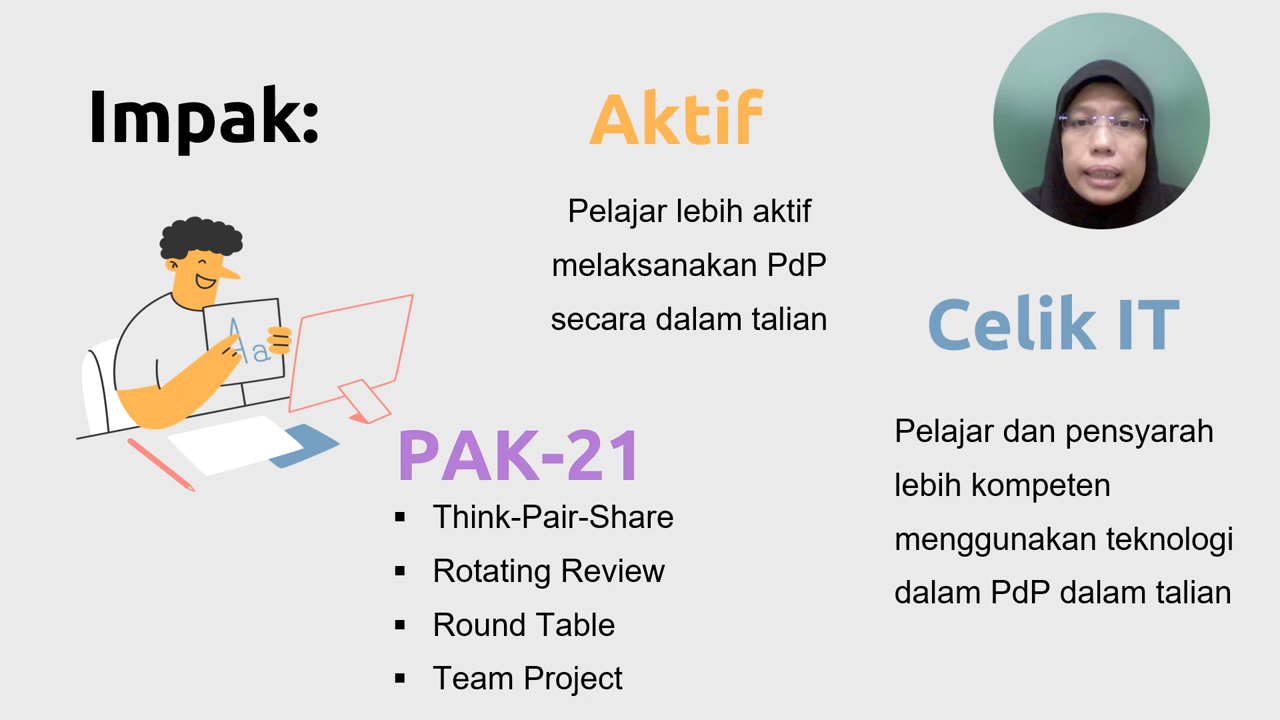 Impak:
Aktif
Pelajar lebih aktif
melaksanakan PdP
secara dalam talian
Celik IT
Pelajar dan pensyarah
lebih kompeten
menggunakan teknologi
dalam PdP dalam talian
PAK-21
▪ Think-Pair-Share
▪ Rotating Review
▪ Round Table
▪ Team Project
Aa